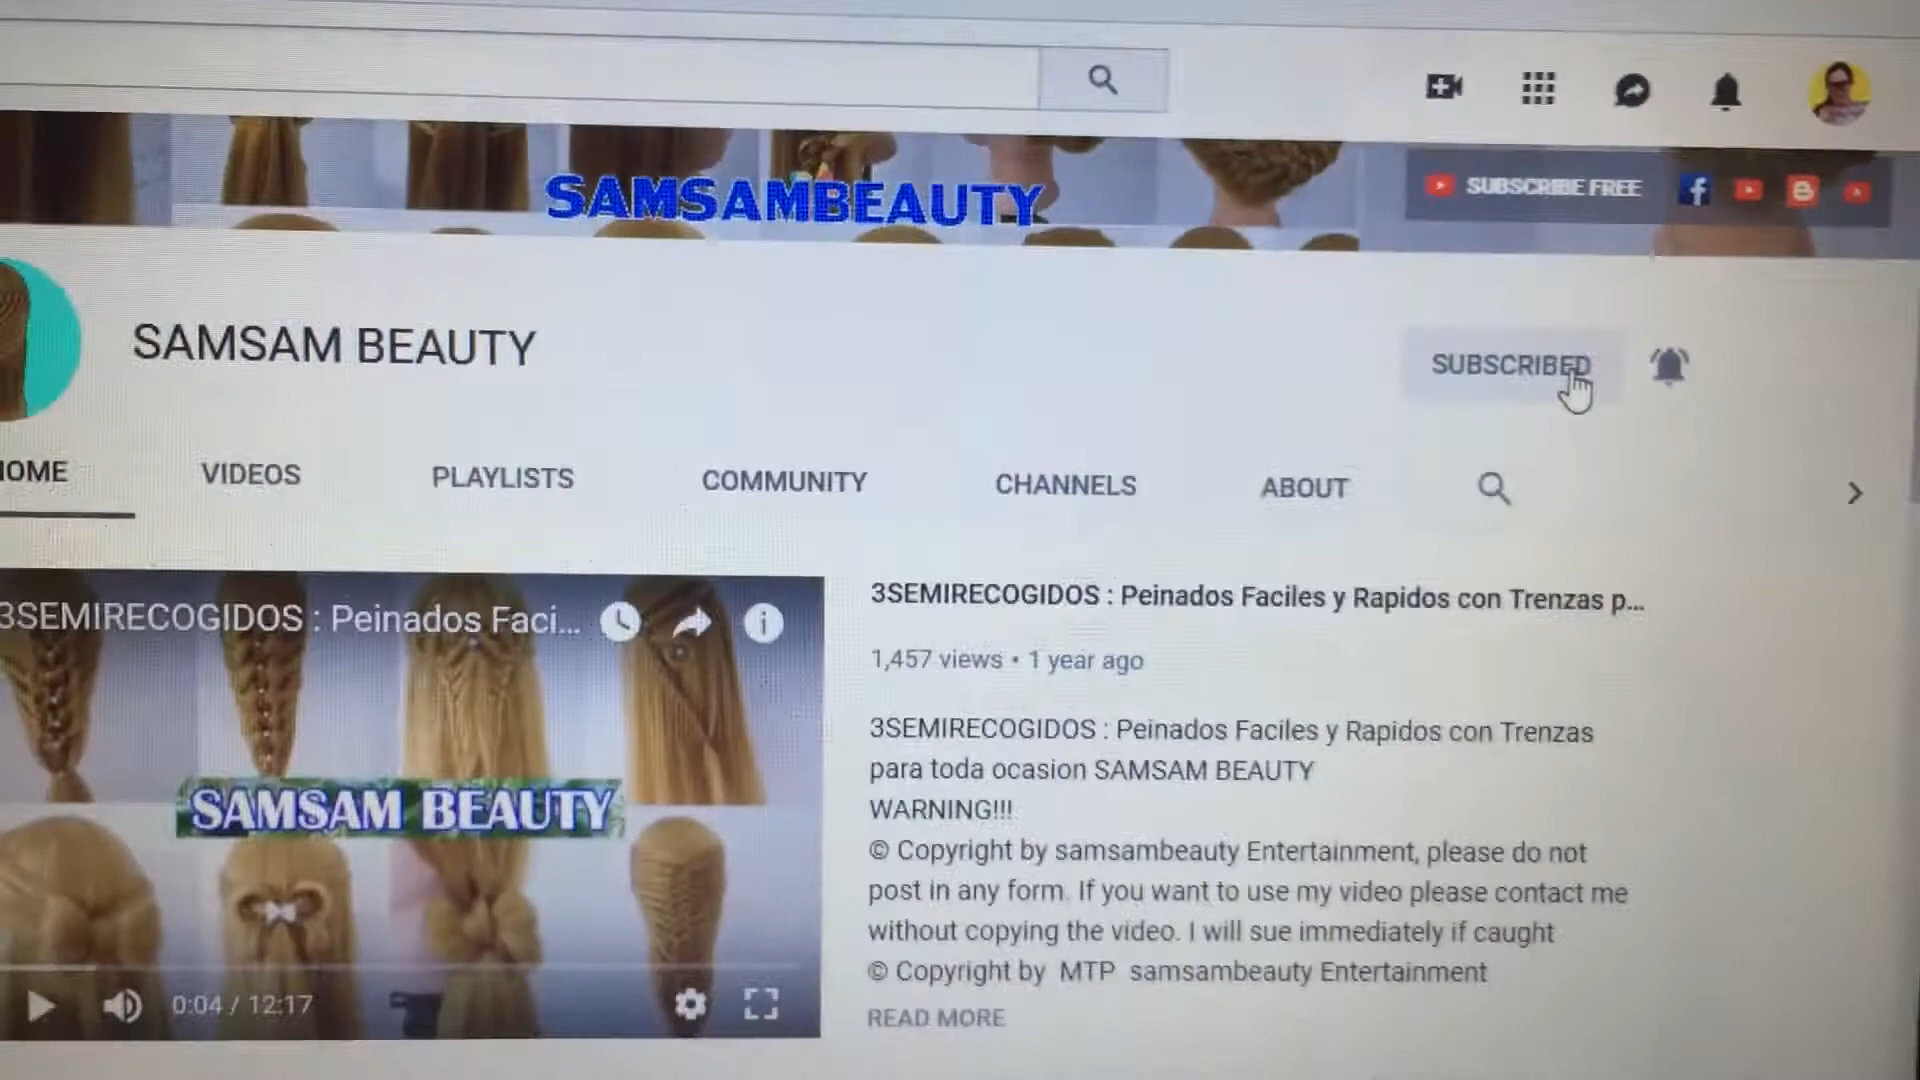 SAMSAMBEAUTY
SUBSCRIBE FREE
SAMSAM BEAUTY
SUBSCRIBED
HOME VIDEOS PLAYLISTS COMMUNITY CHANNELS ABOUT
3SEMIRECOGIDOS : Peinados Faci...
SAMSAM BEAUTY
0:04 / 12:17
3SEMIRECOGIDOS : Peinados Faciles y Rapidos con Trenzas p...
1,457 views • 1 year ago
3SEMIRECOGIDOS : Peinados Faciles y Rapidos con Trenzas
para toda ocasion SAMSAM BEAUTY
WARNING!!!
© Copyright by samsambeauty Entertainment, please do not
post in any form. If you want to use my video please contact me
without copying the video. I will sue immediately if caught
© Copyright by MTP samsambeauty Entertainment
READ MORE